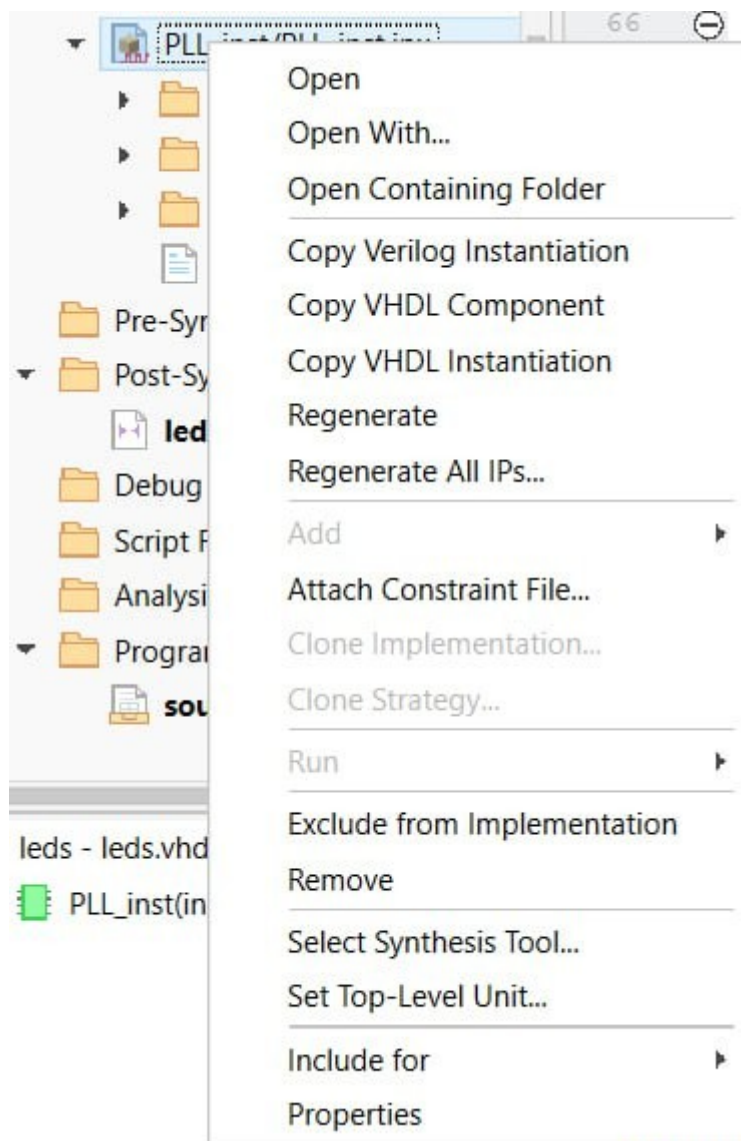 66
PLL_inst/PLL_inst.ipx
Open
Open With...
Open Containing Folder
Copy Verilog Instantiation
Pre-Syn
Copy VHDL Component
Post-Sy
Copy VHDL Instantiation
led
Regenerate
Debug
Regenerate All IPs...
Script F
Add
Analysi
Attach Constraint File...
Prograr
Clone Implementation...
sou
Clone Strategy...
Run
Exclude from Implementation
leds - leds.vhd
Remove
PLL_inst(in
Select Synthesis Tool...
Set Top-Level Unit...
Include for
Properties